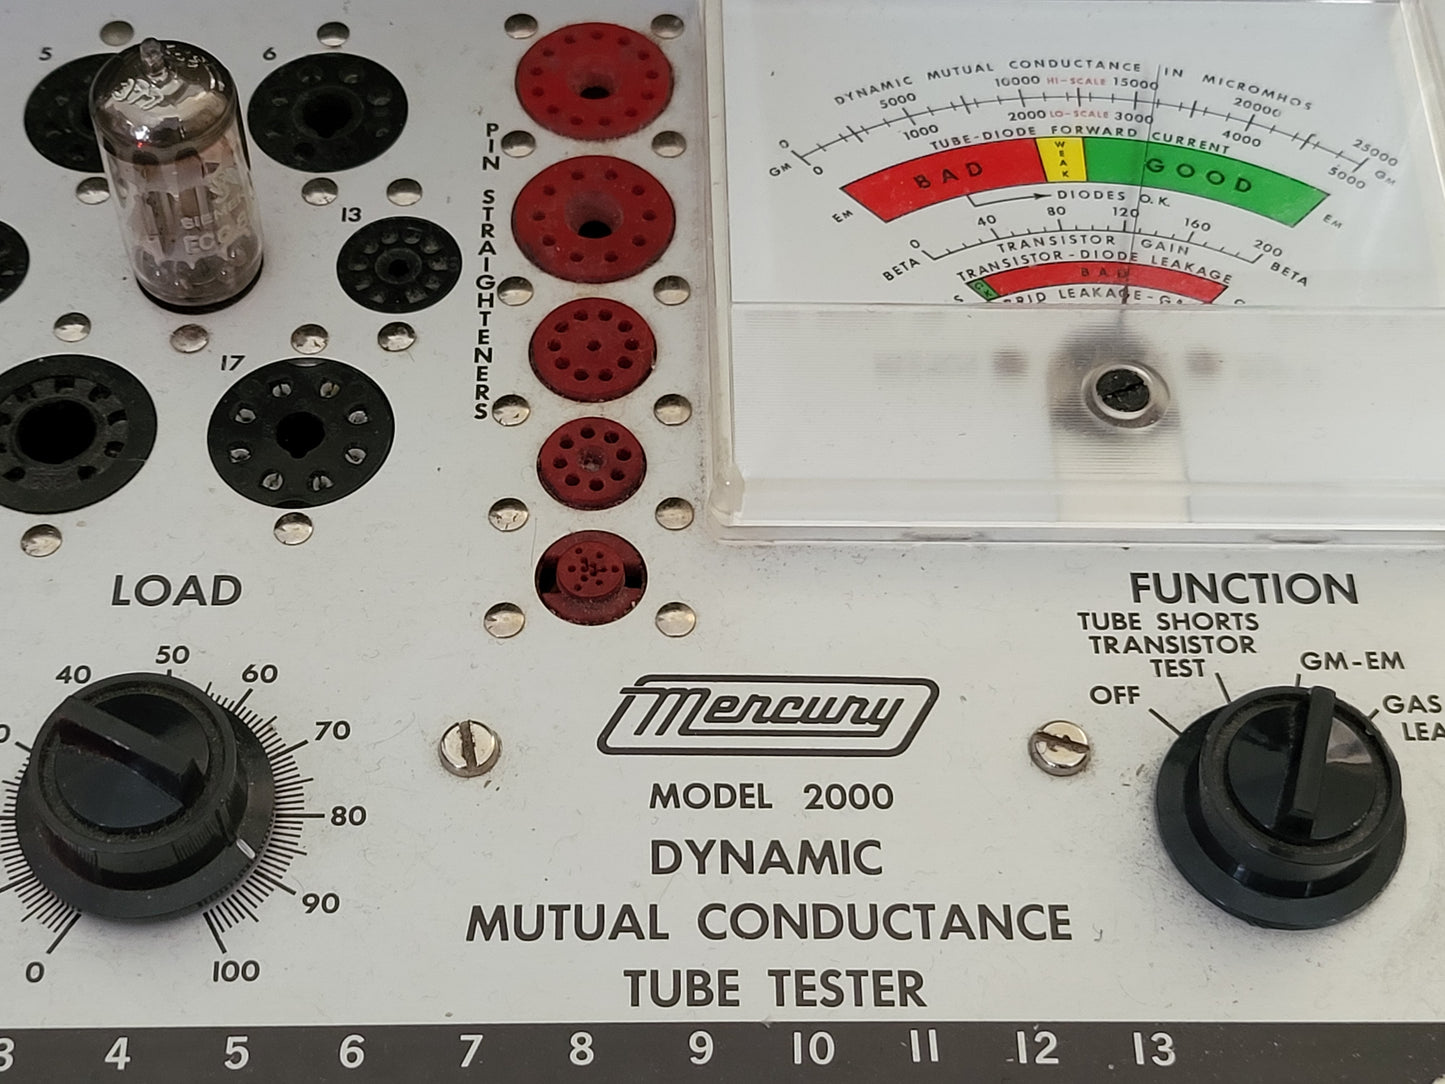 5
6
13
17
PIN STRAIGHTENERS
DYNAMIC MUTUAL CONDUCTANCE IN MICROMHOS
0 5000 10000 HI-SCALE 15000 20000 25000
GM GM
0 1000 2000 LO-SCALE 3000 4000 5000
TUBE-DIODE FORWARD CURRENT
BAD WEAK GOOD
EM EM
DIODES O.K.
0 40 80 120 160 200
BETA TRANSISTOR GAIN BETA
TRANSISTOR-DIODE LEAKAGE
BAD
LEAKAGE-
LOAD
40 50 60 70 80 90 100
0
FUNCTION
TUBE SHORTS
TRANSISTOR
TEST
OFF
GM-EM
GAS
Mercury
MODEL 2000
DYNAMIC
MUTUAL CONDUCTANCE
TUBE TESTER
3 4 5 6 7 8 9 10 11 12 13